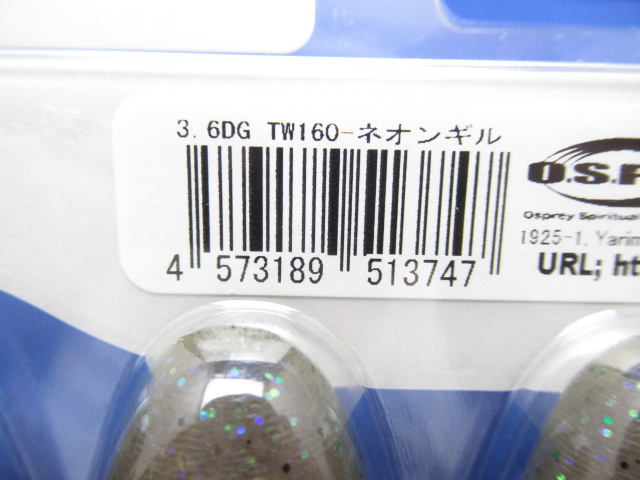 3.6DG TW160-ネオンギル
4 573189 513747
O.S.P
Osprey Spiritual
1925-1, Yarim
URL; ht